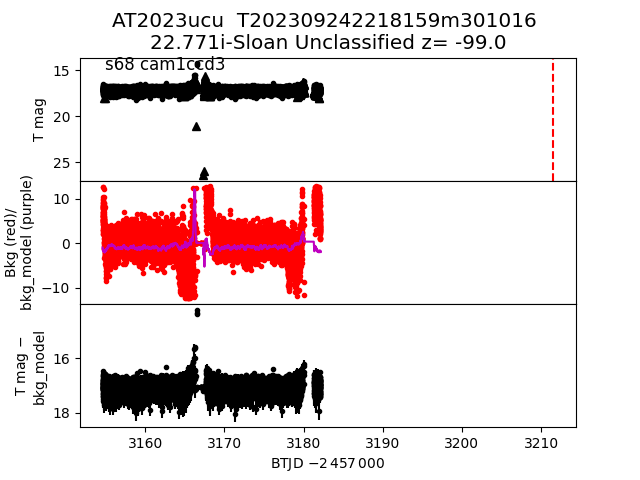 AT2023ucu  T202309242218159m301016
22.771i-Sloan Unclassified z= -99.0
s68 cam1ccd3
15
20
25
T mag
10
0
−10
Bkg (red)/
bkg_model (purple)
16
18
T mag −
bkg_model
3160
3170
3180
3190
3200
3210
BTJD −2 457 000